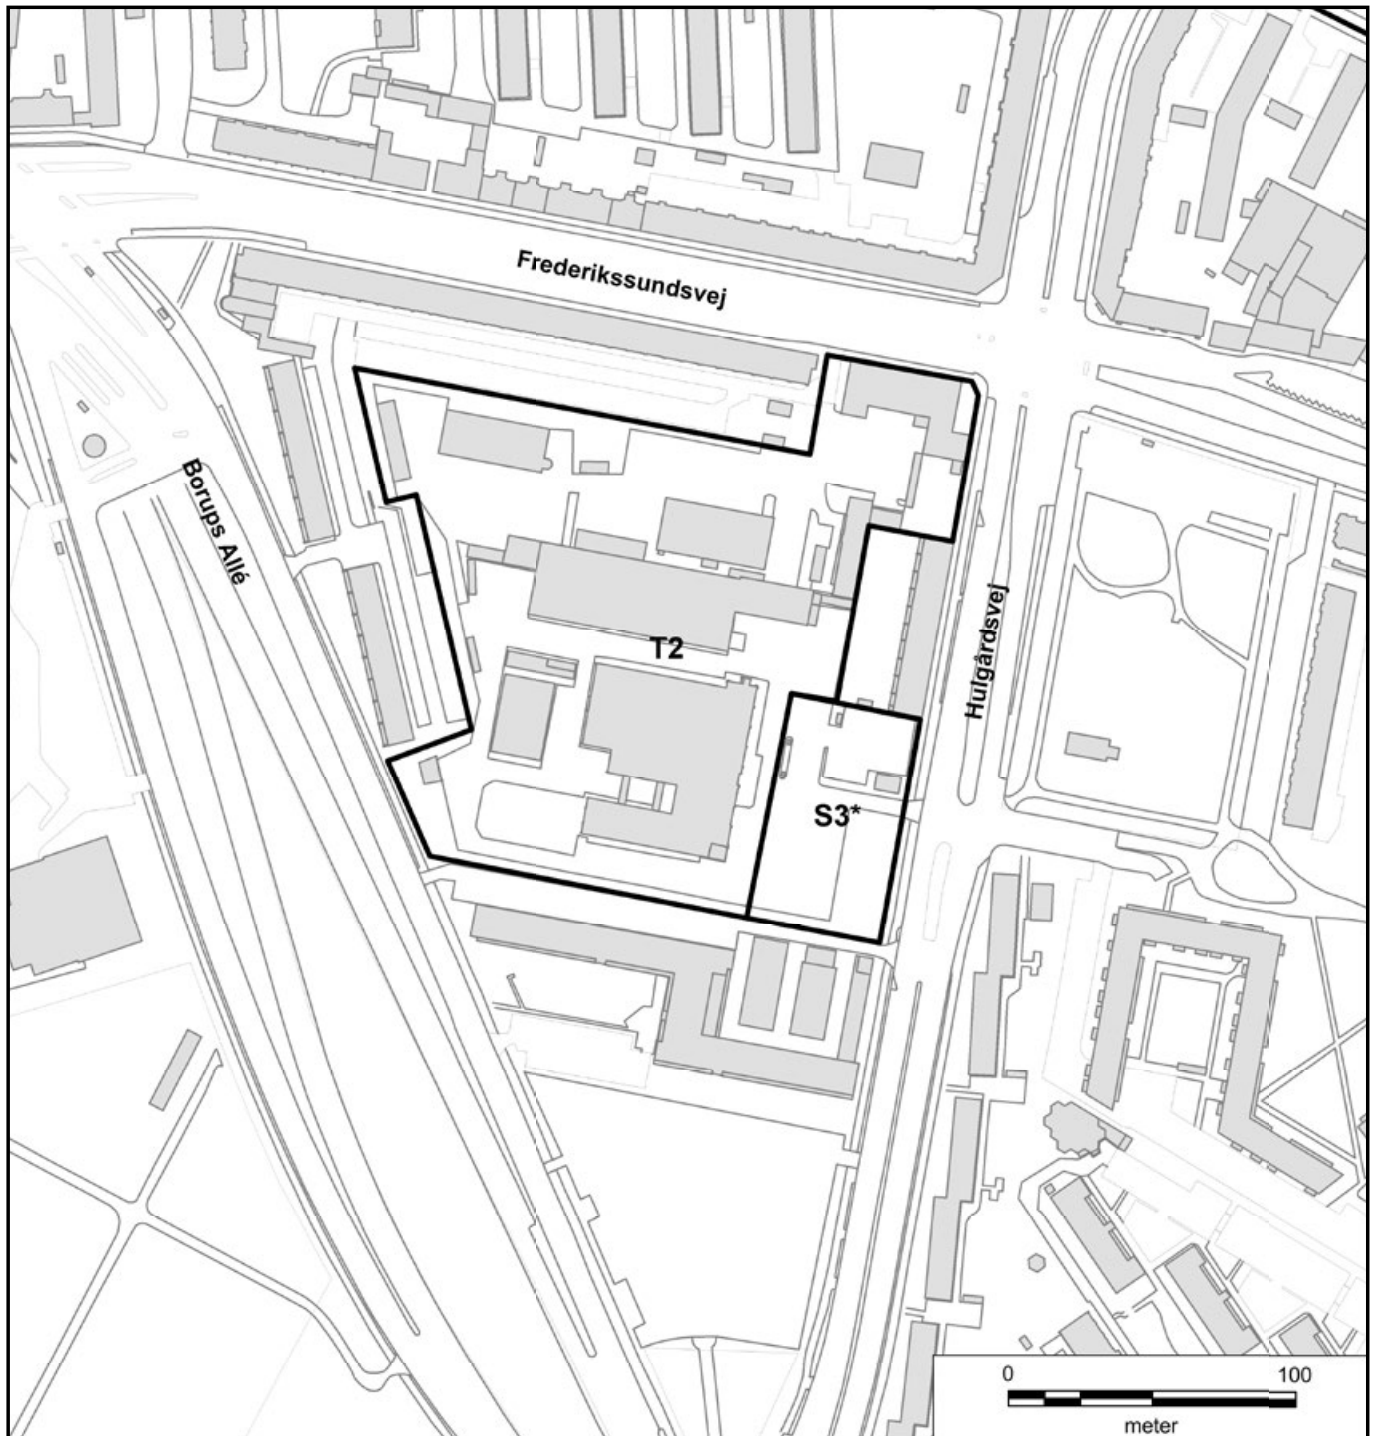 Frederikssundsvej
Borups Allé
Hulgårdsvej
T2
S3*
0 100
meter